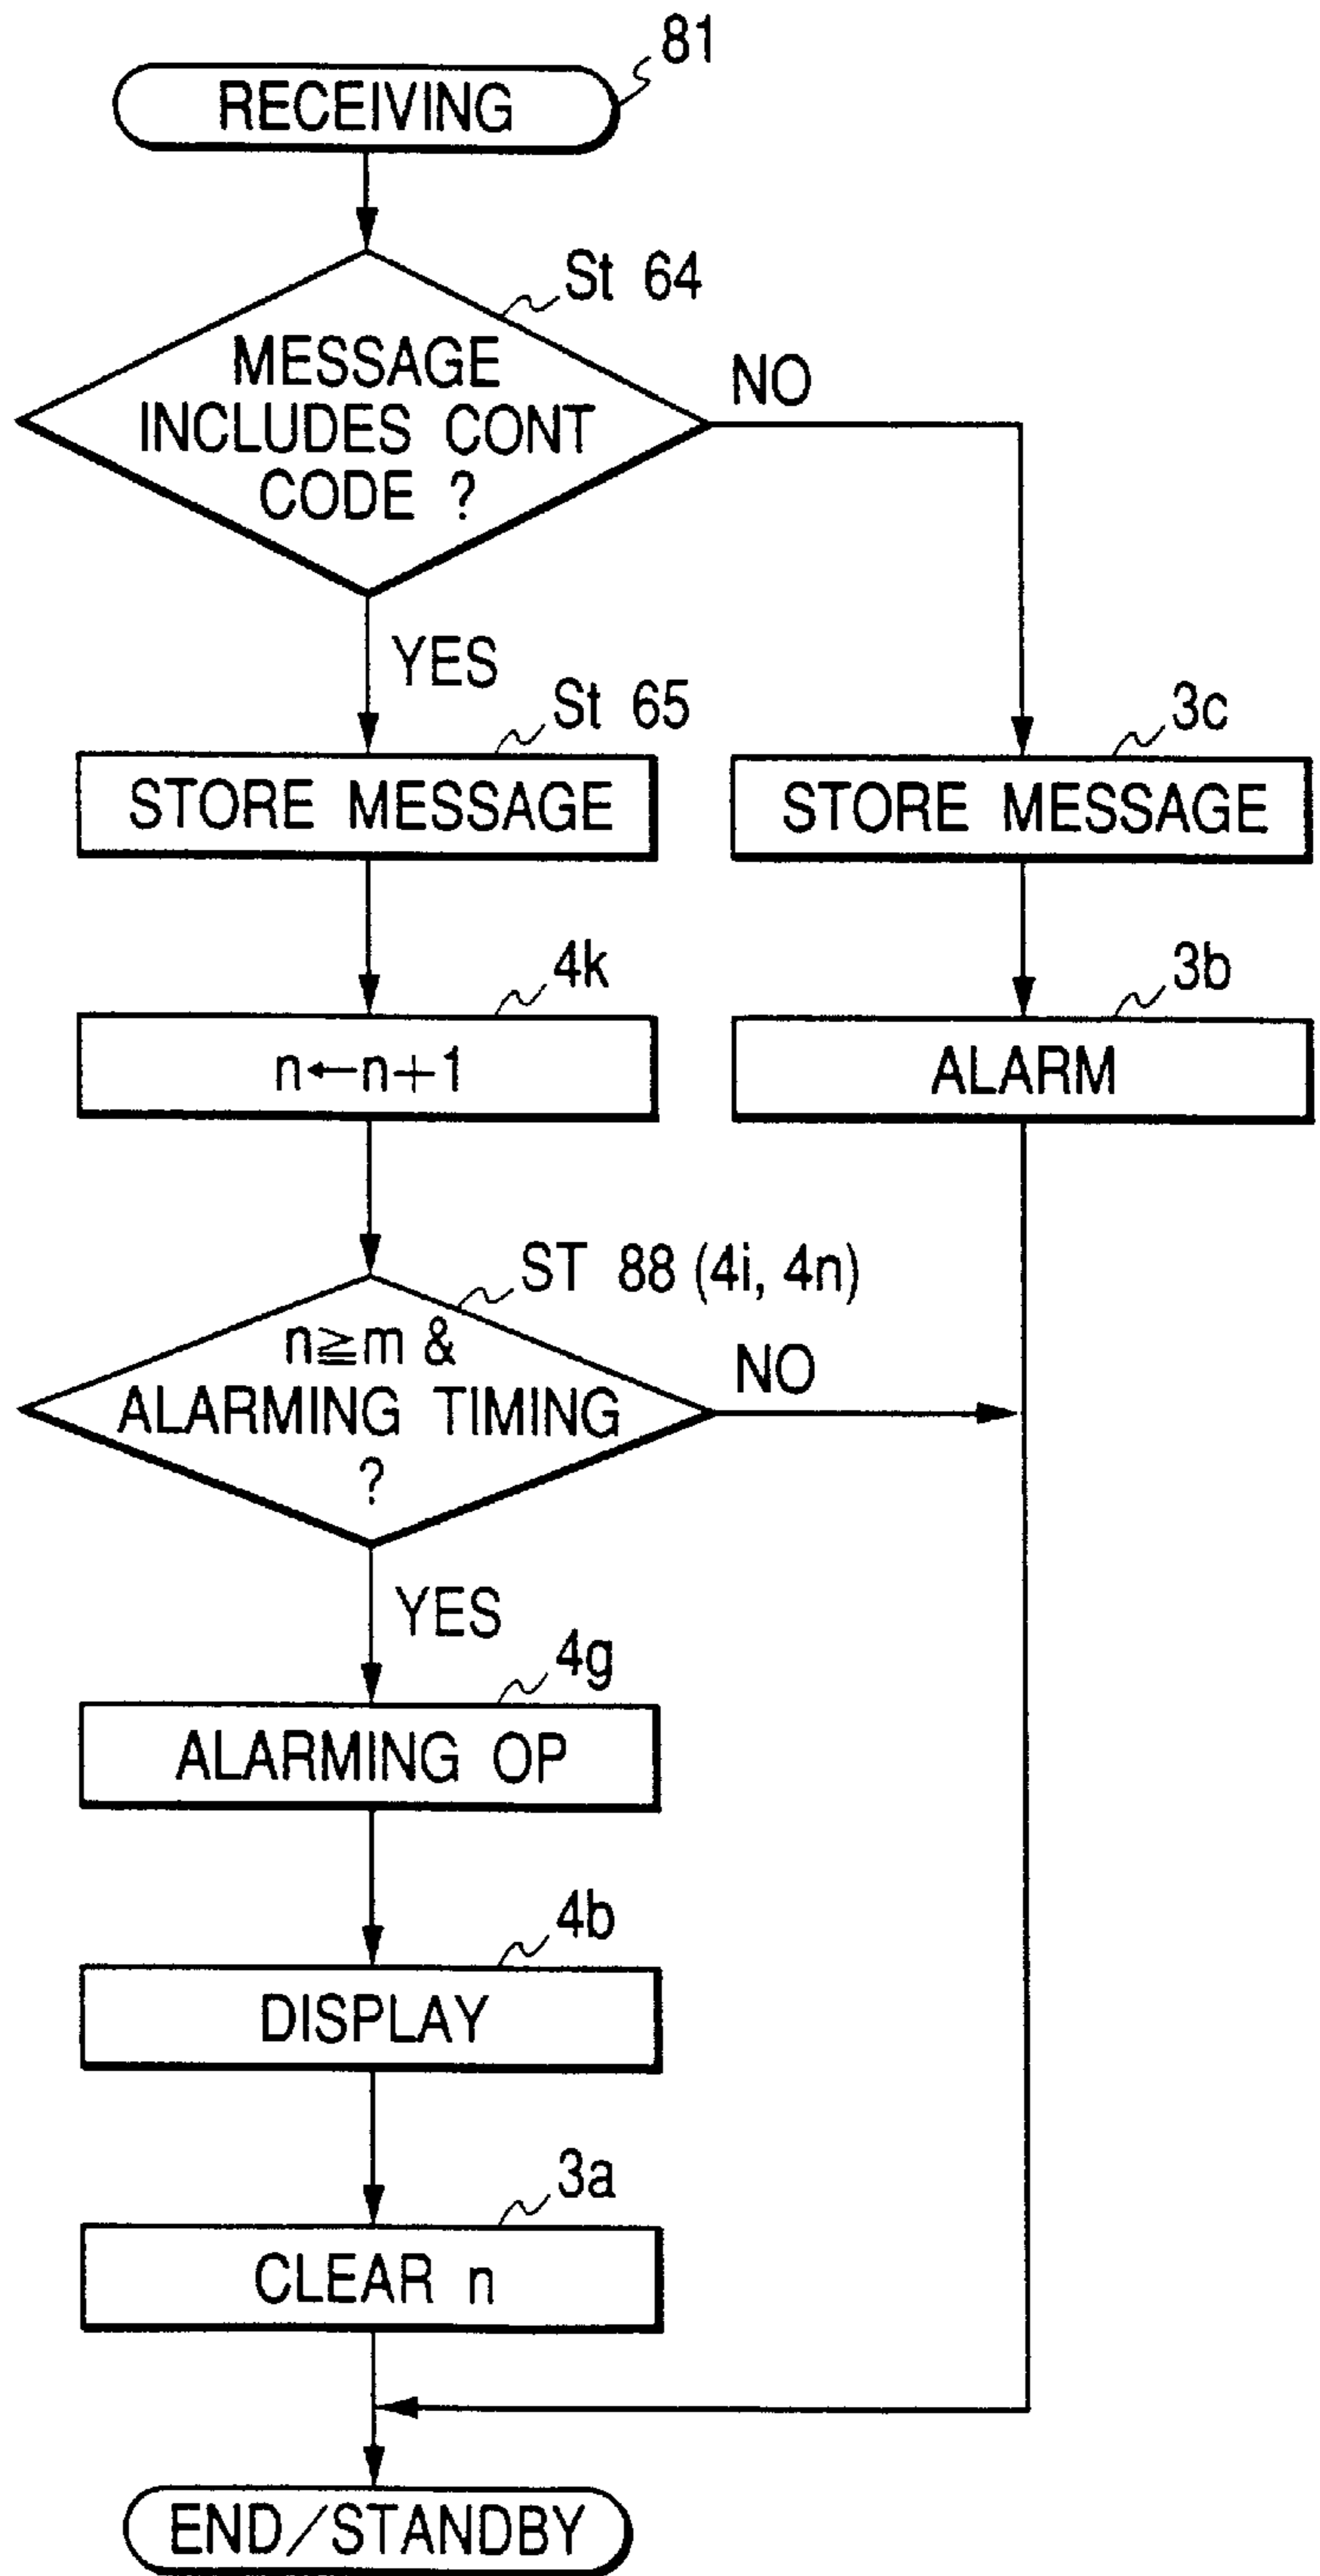 81
RECEIVING
St 64
MESSAGE
INCLUDES CONT
CODE ?
NO
YES
St 65
STORE MESSAGE
3c
STORE MESSAGE
4k
n←n+1
3b
ALARM
ST 88 (4i, 4n)
n≧m &
ALARMING TIMING
?
NO
YES
4g
ALARMING OP
4b
DISPLAY
3a
CLEAR n
END/STANDBY